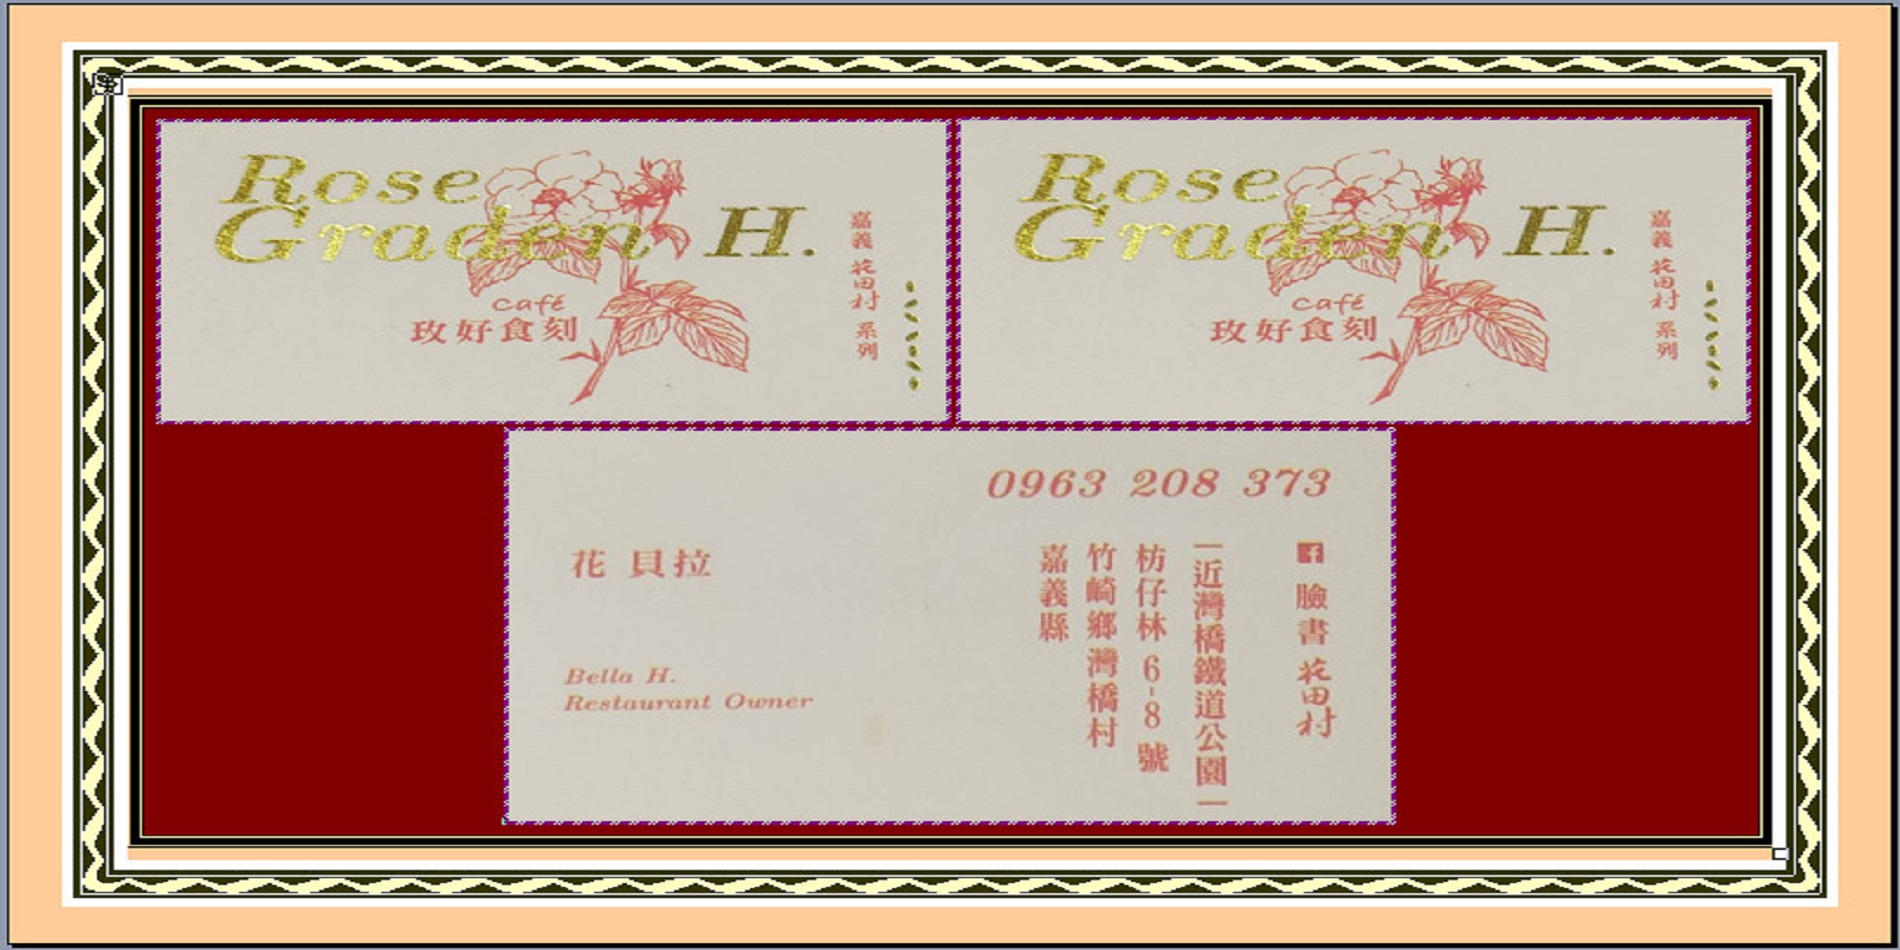 Rose
Graden H.
café
玫好食刻
嘉義 花田村 系列
Rose
Graden H.
café
玫好食刻
嘉義 花田村 系列
0963 208 373
花 貝拉
Bella H.
Restaurant Owner
嘉義縣
竹崎鄉 灣橋村
枋仔林 6-8 號
—近灣橋鐵道公園—
臉書 花田村